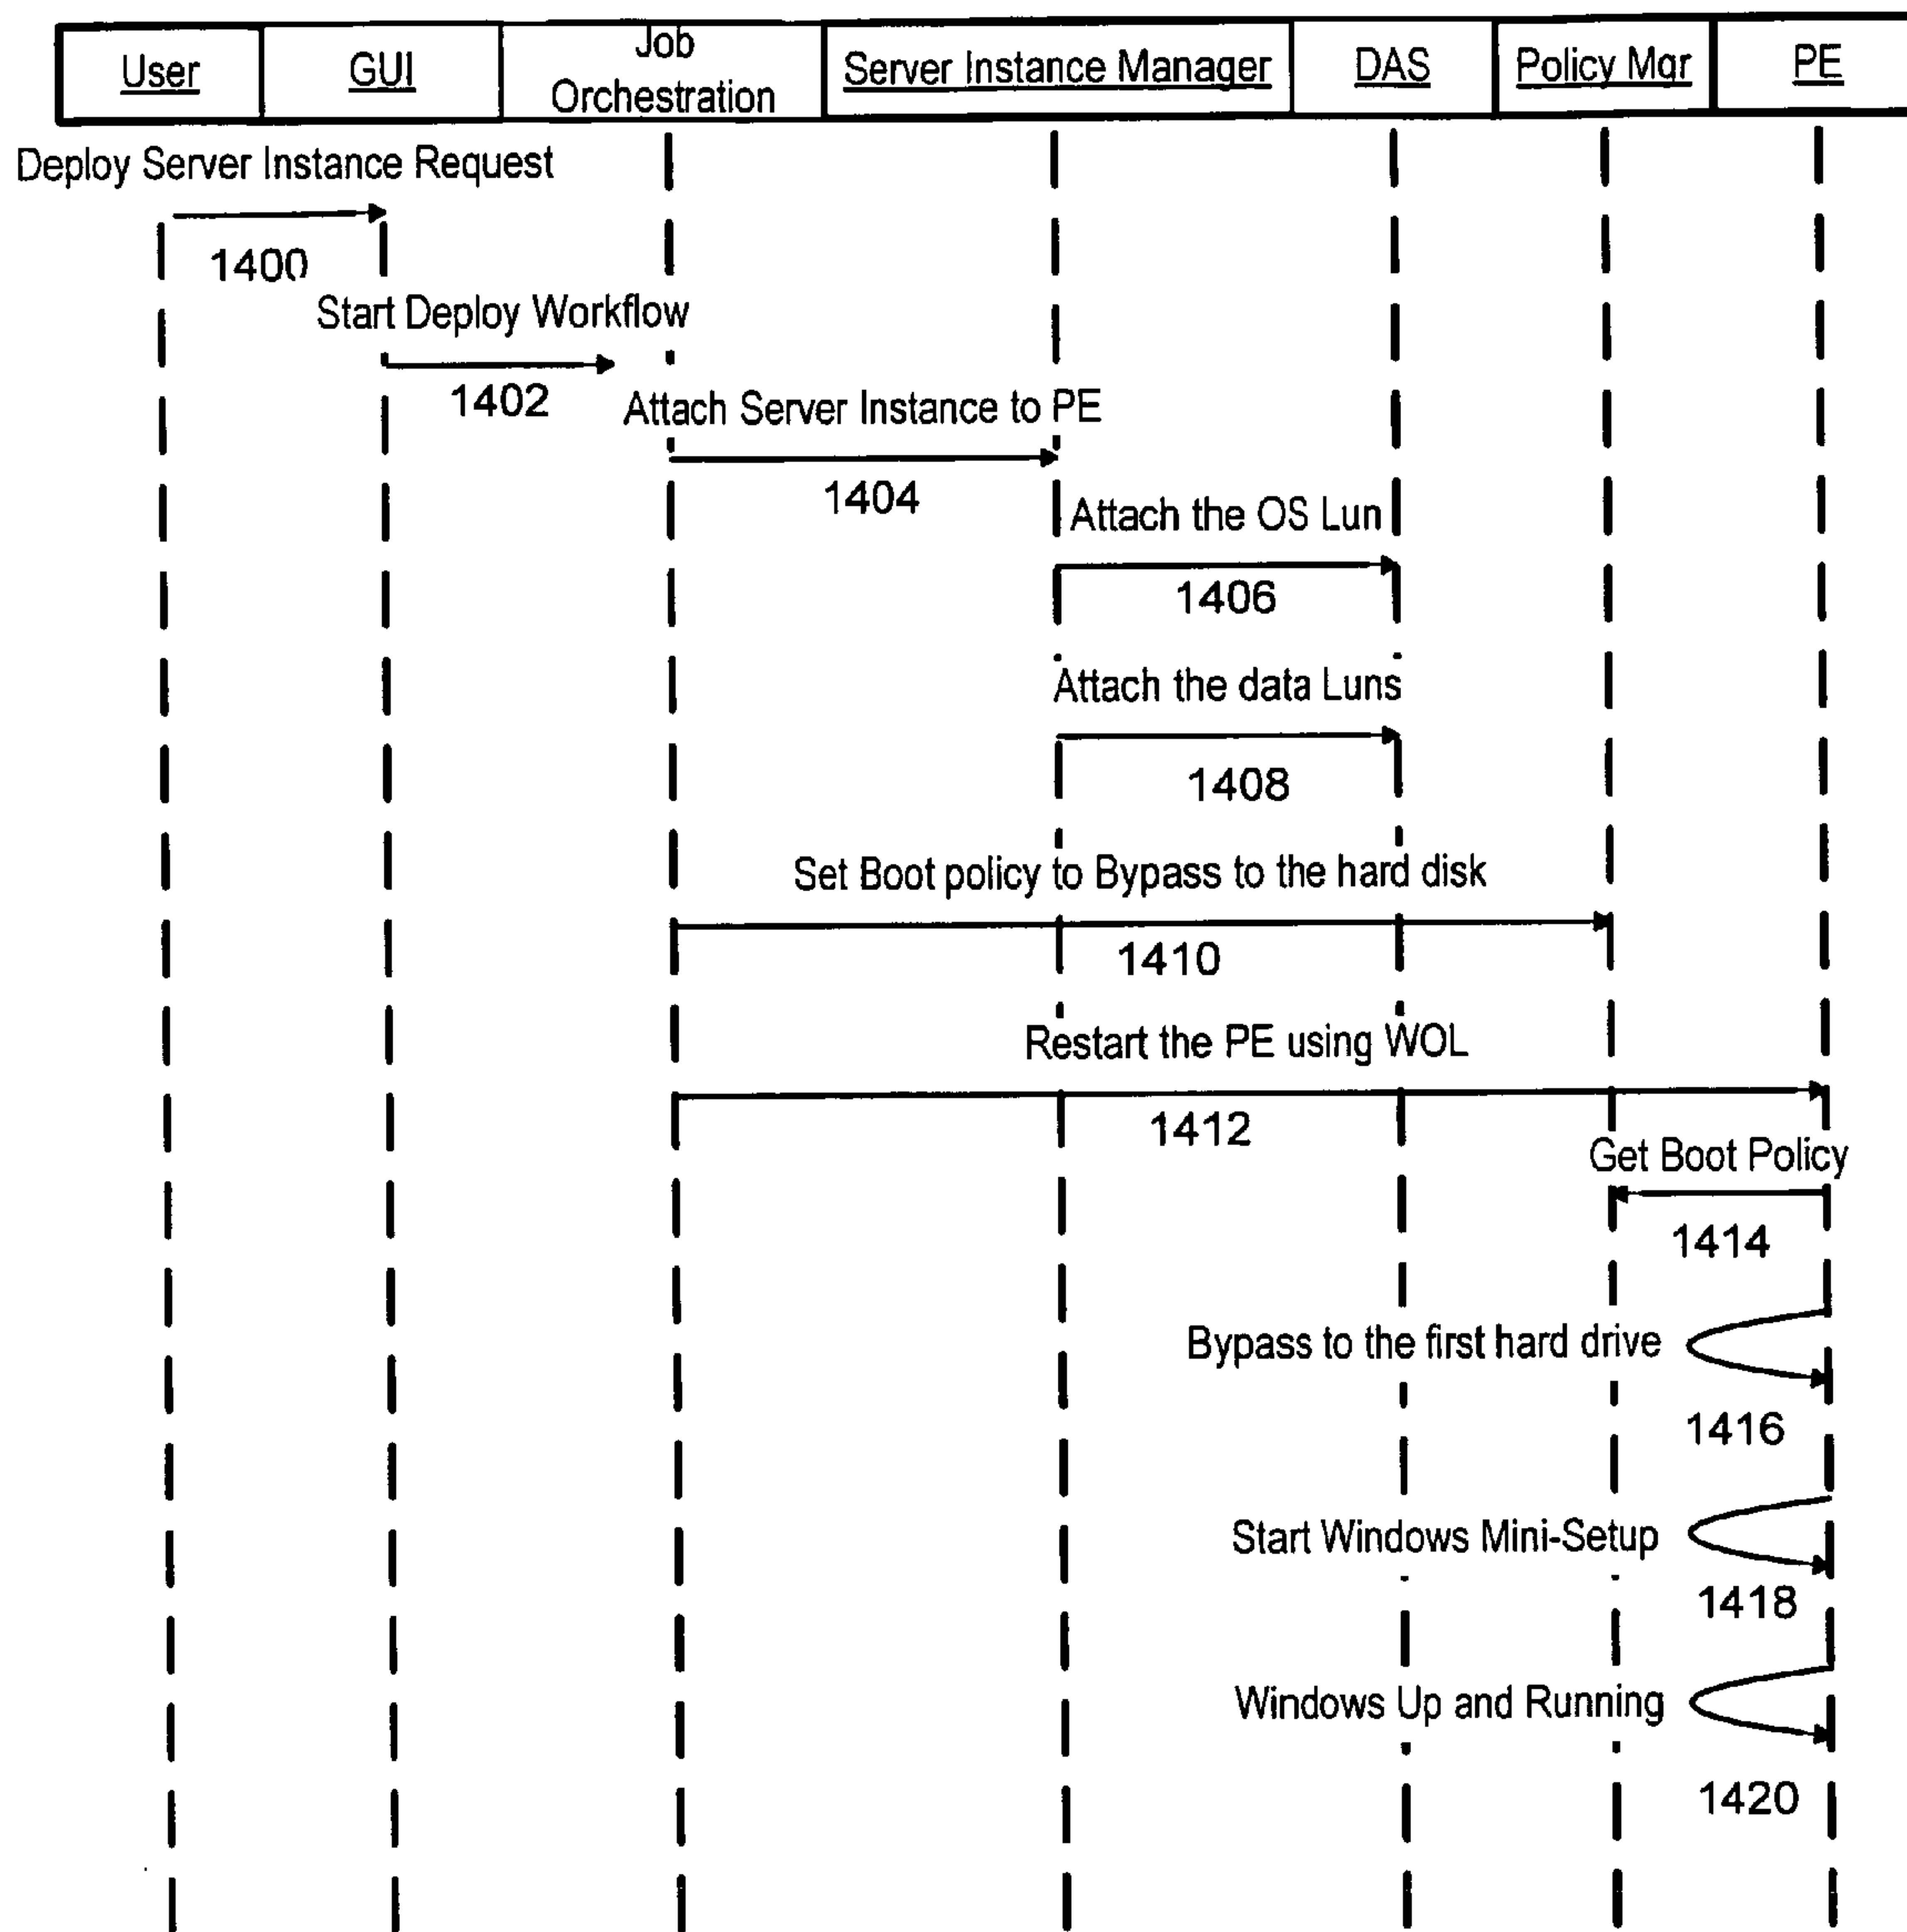 User
GUI
Job
Orchestration
Server Instance Manager
DAS
Policy Mgr
PE
Deploy Server Instance Request
1400
Start Deploy Workflow
1402
Attach Server Instance to PE
1404
Attach the OS Lun
1406
Attach the data Luns
1408
Set Boot policy to Bypass to the hard disk
1410
Restart the PE using WOL
1412
Get Boot Policy
1414
Bypass to the first hard drive
1416
Start Windows Mini-Setup
1418
Windows Up and Running
1420